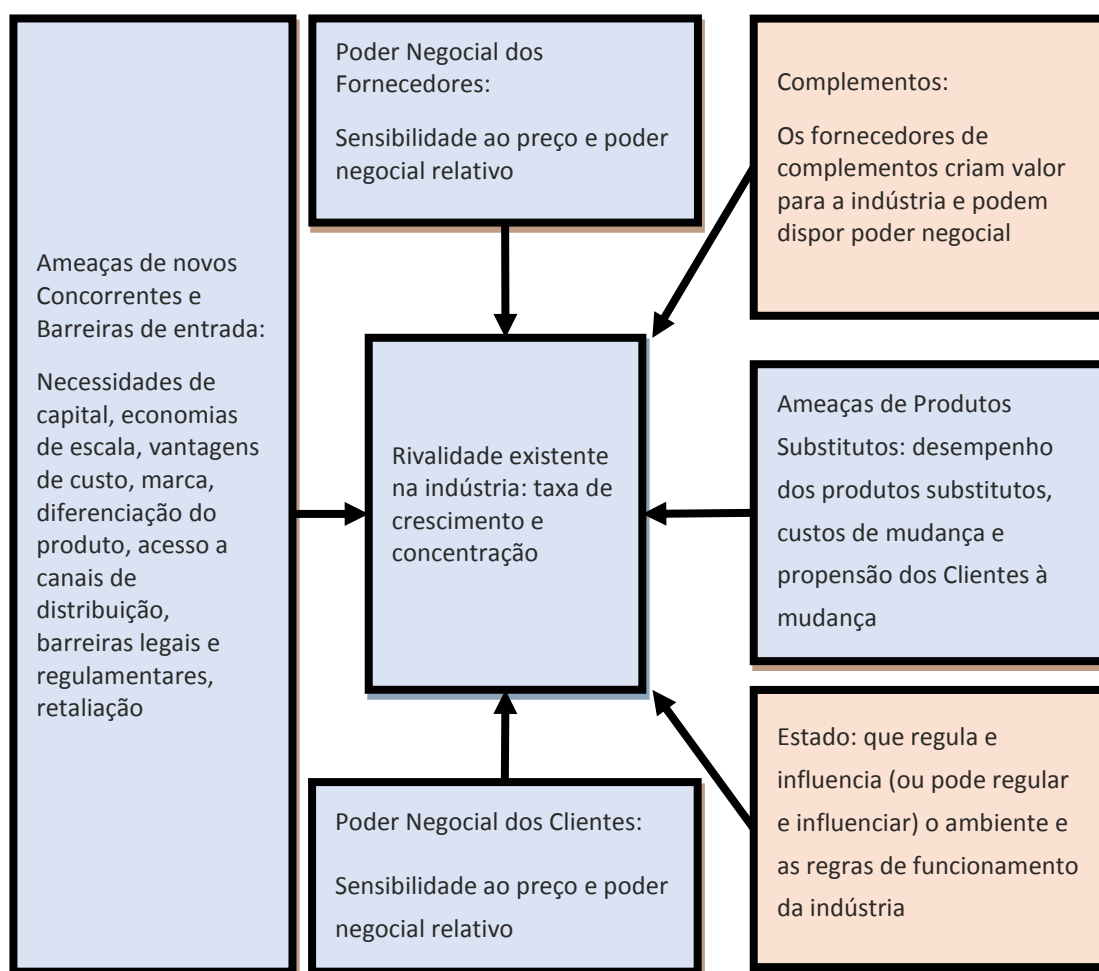 Ameaças de novos
Concorrentes e
Barreiras de entrada:
Necessidades de
capital, economias
de escala, vantagens
de custo, marca,
diferenciação do
produto, acesso a
canais de
distribuição,
barreiras legais e
regulamentares,
retaliação
Poder Negocial dos
Fornecedores:
Sensibilidade ao preço e poder
negocial relativo
Rivalidade existente
na indústria: taxa de
crescimento e
concentração
Poder Negocial dos Clientes:
Sensibilidade ao preço e poder
negocial relativo
Complementos:
Os fornecedores de
complementos criam valor
para a indústria e podem
dispor poder negocial
Ameaças de Produtos
Substitutos: desempenho
dos produtos substitutos,
custos de mudança e
propensão dos Clientes à
mudança
Estado: que regula e
influencia (ou pode regular
e influenciar) o ambiente e
as regras de funcionamento
da indústria